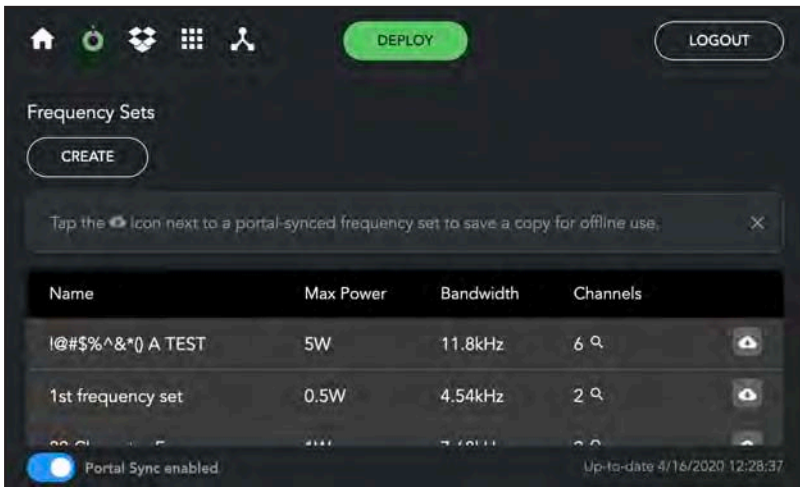 DEPLOY
LOGOUT
Frequency Sets
CREATE
Tap the icon next to a portal-synced frequency set to save a copy for offline use.
Name Max Power Bandwidth Channels
!@#$%^&*() A TEST 5W 11.8kHz 6
1st frequency set 0.5W 4.54kHz 2
Portal Sync enabled
Up-to-date 4/16/2020 12:28:37